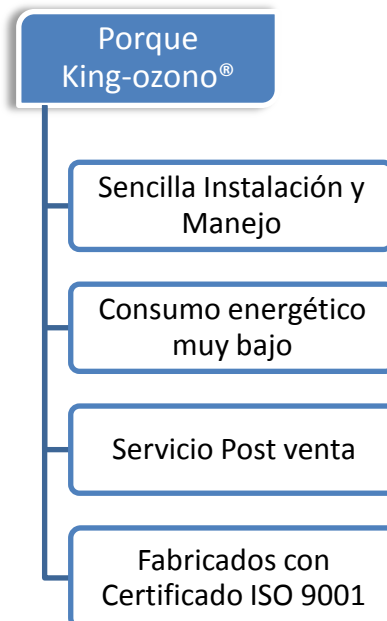 Porque
King-ozono®
Sencilla Instalación y
Manejo
Consumo energético
muy bajo
Servicio Post venta
Fabricados con
Certificado ISO 9001